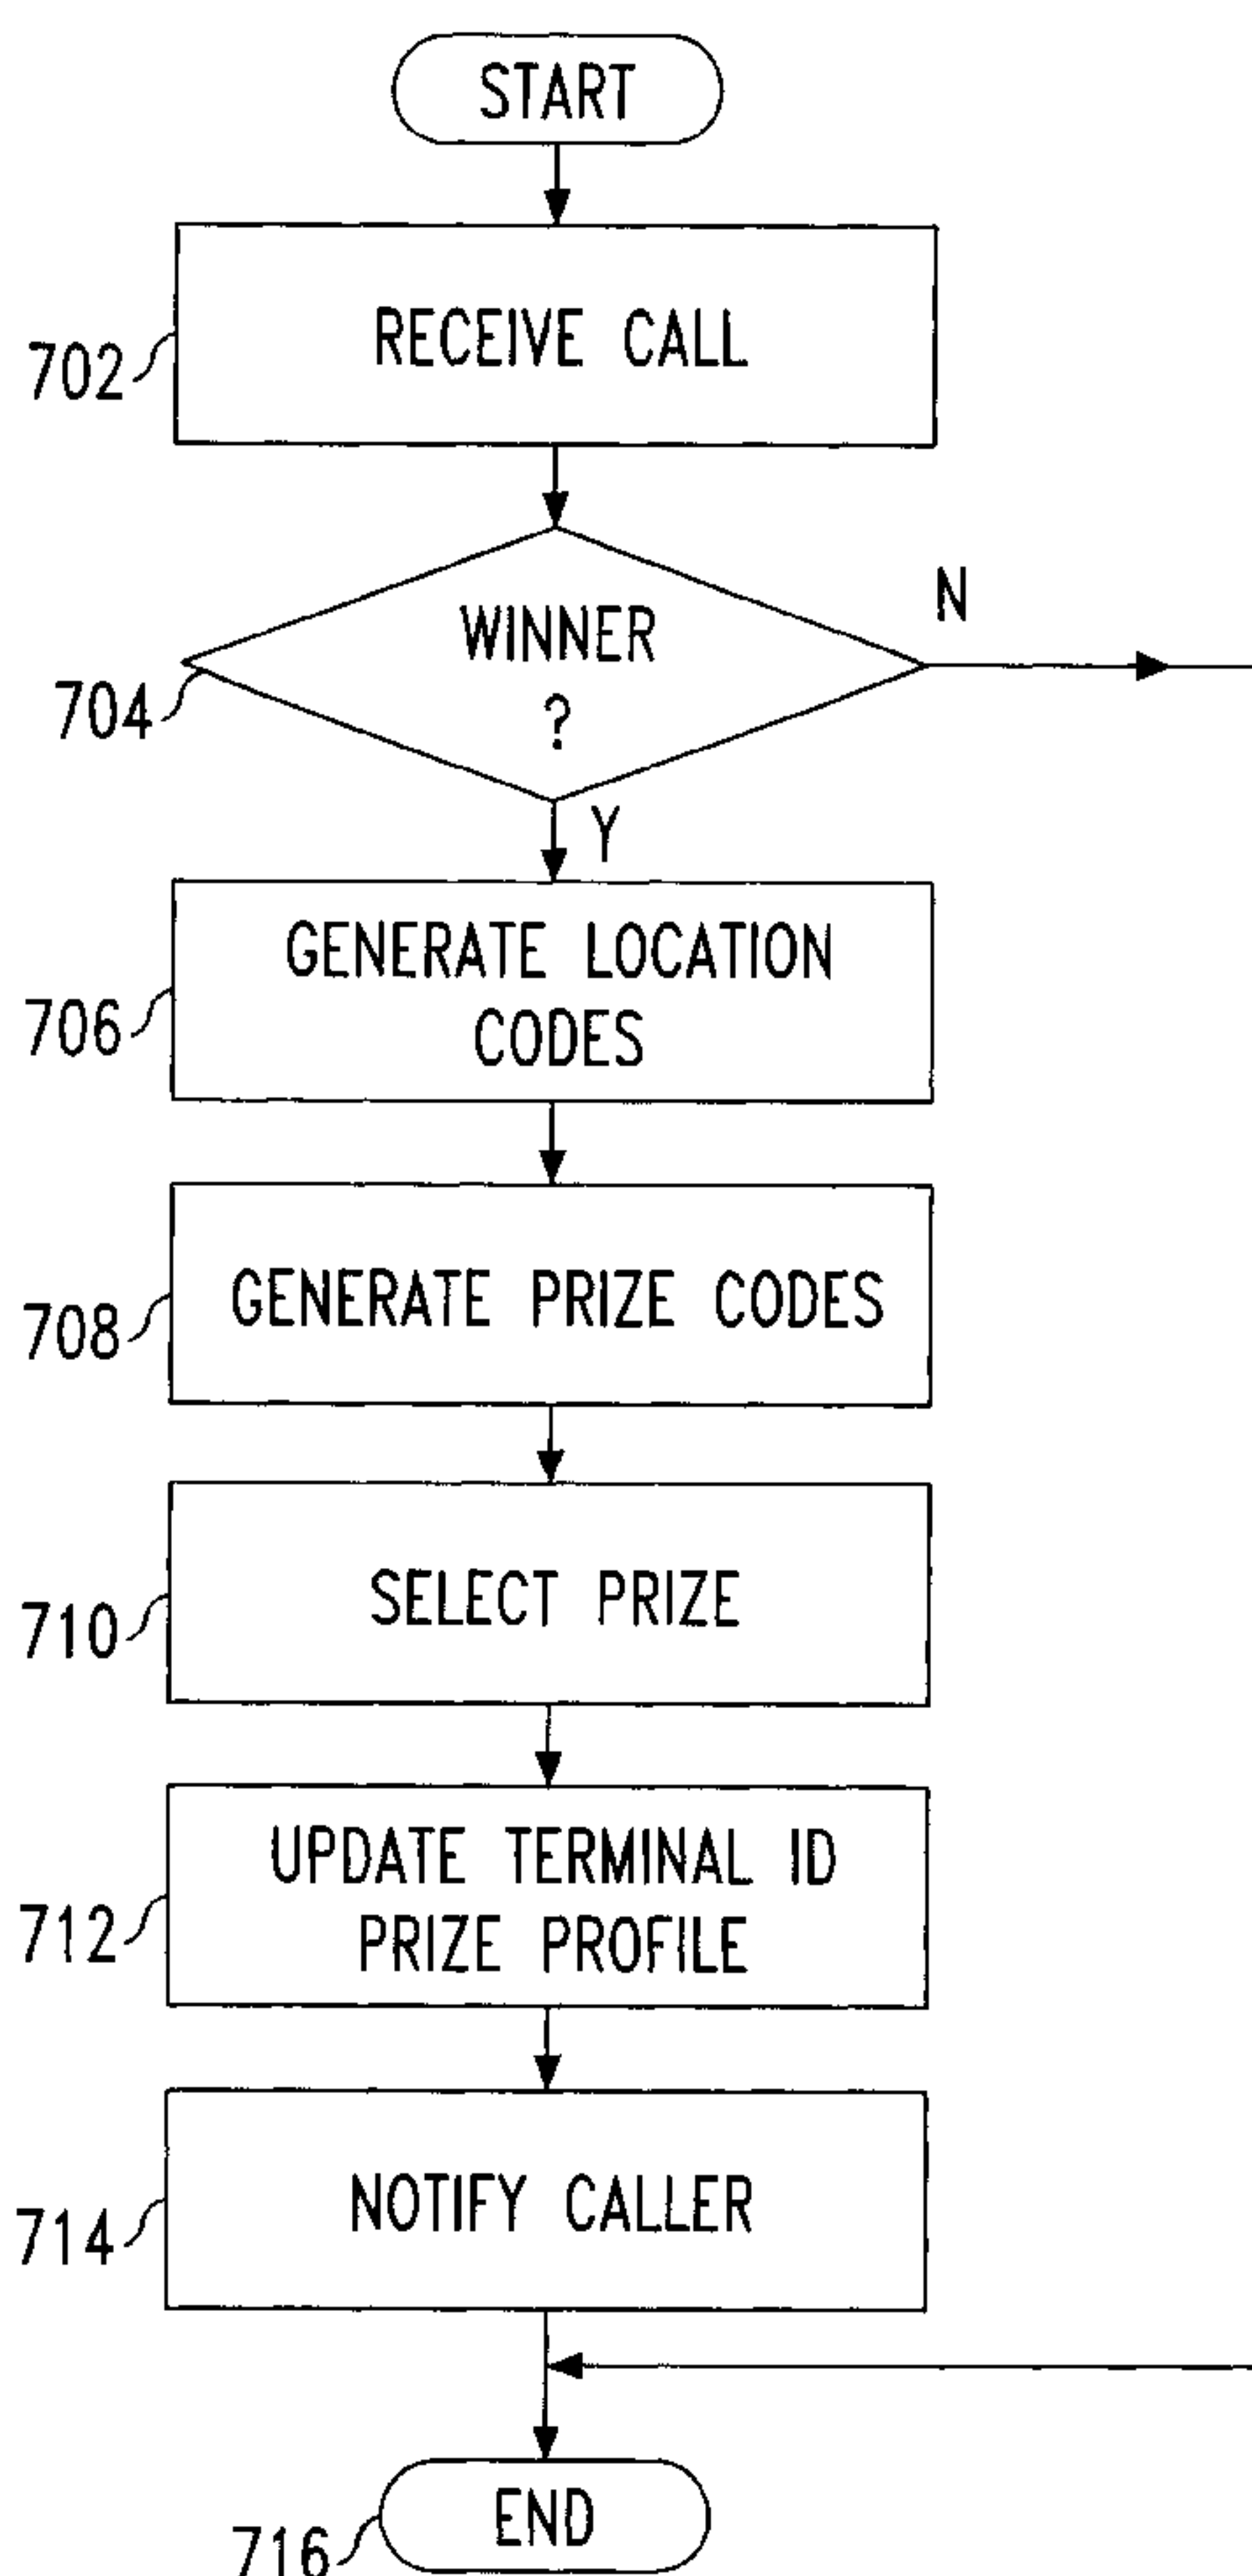 START
RECEIVE CALL
702
WINNER
?
N
704
Y
GENERATE LOCATION
CODES
706
GENERATE PRIZE CODES
708
SELECT PRIZE
710
UPDATE TERMINAL ID
PRIZE PROFILE
712
NOTIFY CALLER
714
END
716